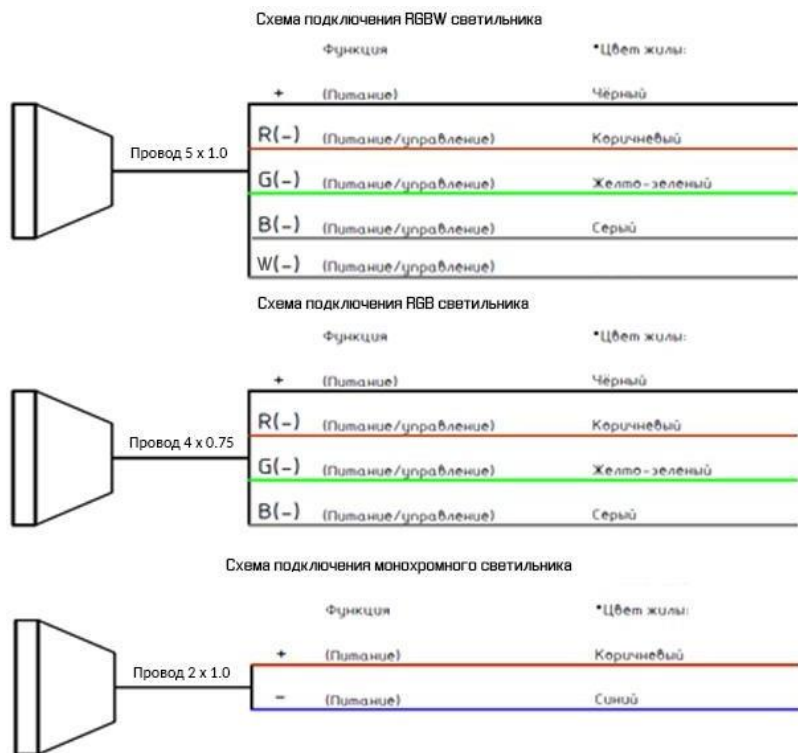 Схема подключения RGBW светильника
Функция *Цвет жилы:
+ (Питание) Чёрный
R(-) (Питание/управление) Коричневый
Провод 5 x 1.0
G(-) (Питание/управление) Желто-зеленый
B(-) (Питание/управление) Серый
W(-) (Питание/управление)
Схема подключения RGB светильника
Функция *Цвет жилы:
+ (Питание) Чёрный
R(-) (Питание/управление) Коричневый
Провод 4 x 0.75
G(-) (Питание/управление) Желто-зеленый
B(-) (Питание/управление) Серый
Схема подключения монохромного светильника
Функция *Цвет жилы:
+ (Питание) Коричневый
Провод 2 x 1.0
- (Питание) Синий